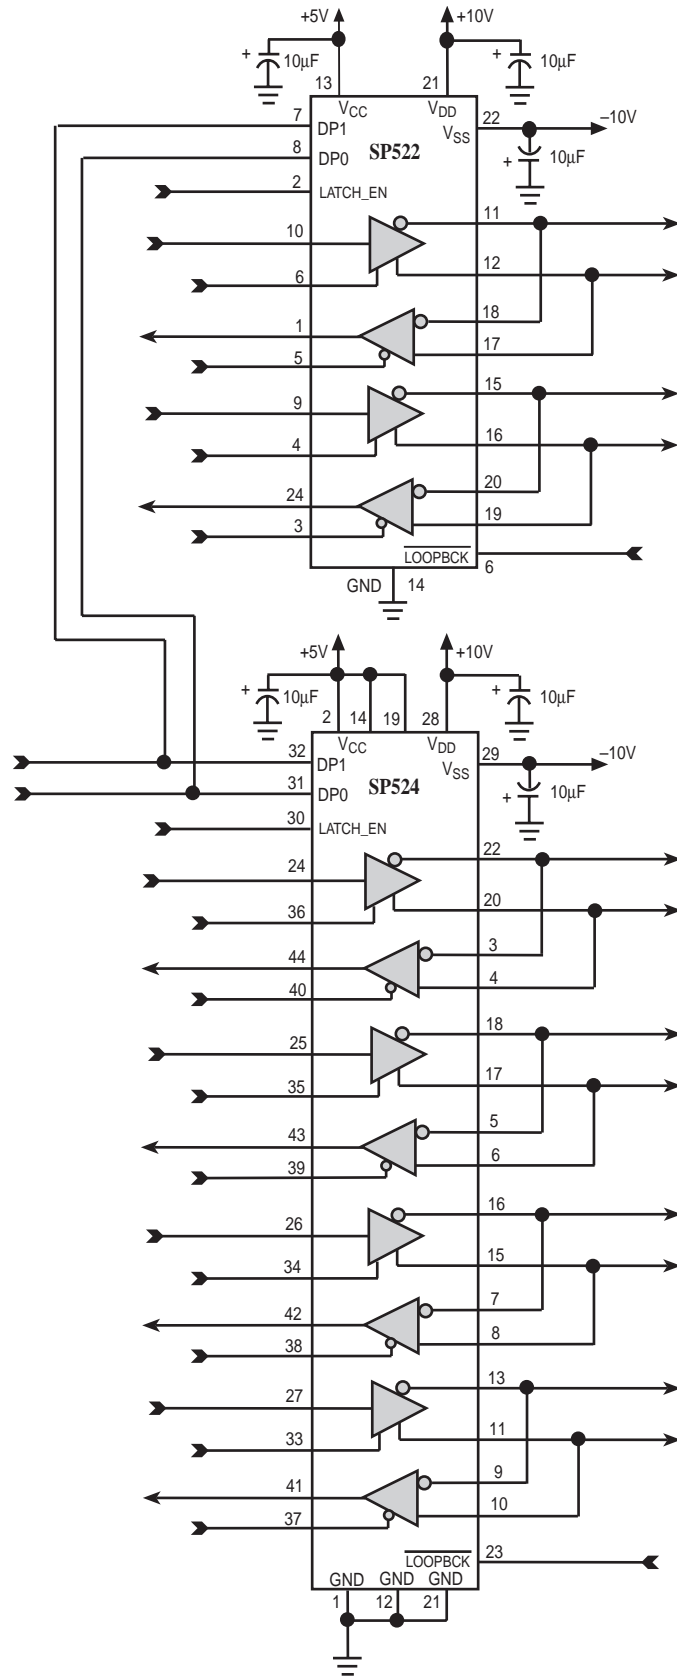 +5V
+10V
+
10µF
+
10µF
13
21
7
VCC
VDD
22
–10V
DP1
VSS
8
DP0
SP522
+
10µF
2
LATCH_EN
11
10
12
6
18
1
17
5
15
9
16
4
20
24
19
3
LOOPBCK
6
GND
14
+5V
+10V
+
10µF
+
10µF
2
14
19
28
32
VCC
VDD
29
–10V
DP1
VSS
31
DP0
SP524
+
10µF
30
LATCH_EN
22
24
20
36
3
44
4
40
18
25
17
35
5
43
6
39
16
26
15
34
7
42
8
38
13
27
11
33
9
41
10
37
LOOPBCK
23
GND
GND
GND
1
12
21